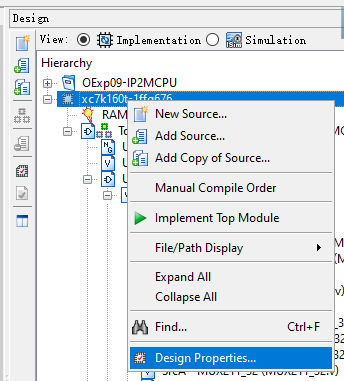 Design
View: Implementation Simulation
Hierarchy
OExp09-IP2MCPU
xc7k160t-1ffg676
RAM
To
New Source...
Add Source...
Add Copy of Source...
Manual Compile Order
Implement Top Module
File/Path Display
Expand All
Collapse All
Find... Ctrl+F
Design Properties...